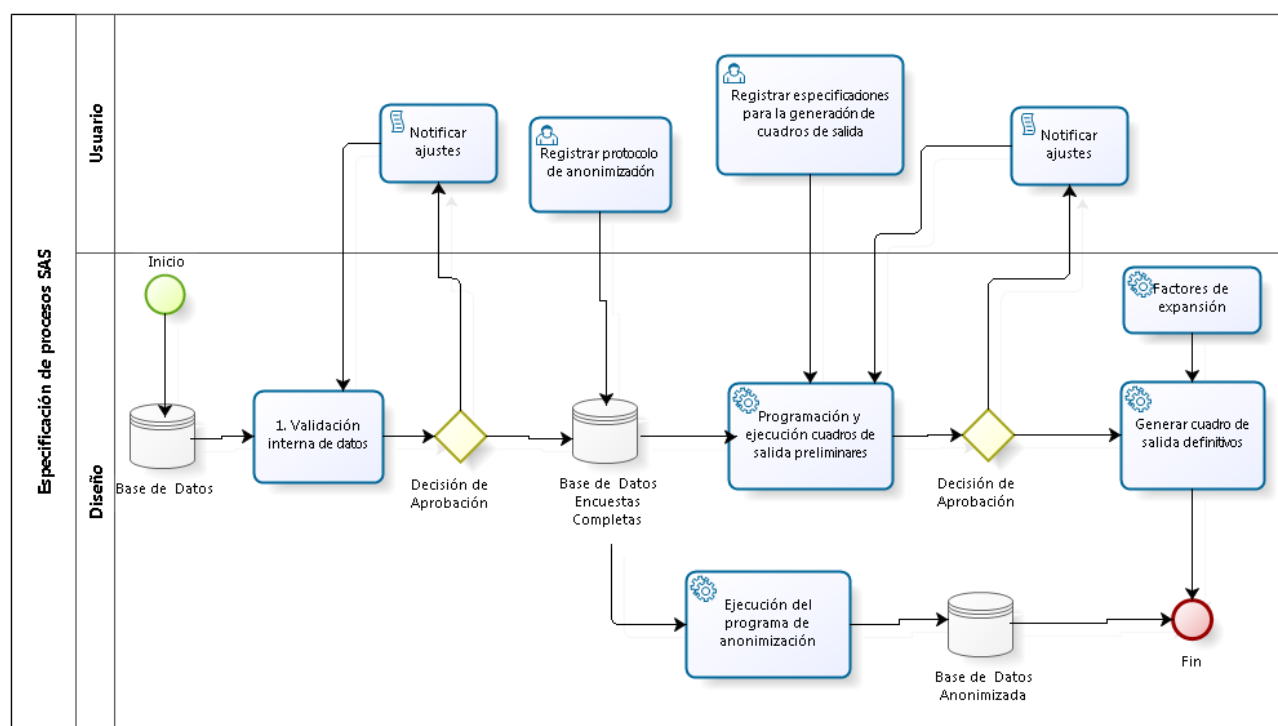 Especificación de procesos SAS
Usuario
Notificar
ajustes
Registrar protocolo
de anonimización
Registrar especificaciones
para la generación de
cuadros de salida
Notificar
ajustes
Diseño
Inicio
Base de Datos
1. Validación
interna de datos
Decisión de
Aprobación
Base de Datos
Encuestas
Completas
Programación y
ejecución cuadros de
salida preliminares
Decisión de
Aprobación
Factores de
expansión
Generar cuadro de
salida definitivos
Ejecución del
programa de
anonimización
Base de Datos
Anonimizada
Fin